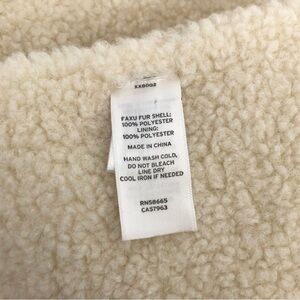 XXB002
FAXU FUR SHELL:
100% POLYESTER
LINING:
100% POLYESTER
MADE IN CHINA
HAND WASH COLD,
DO NOT BLEACH
LINE DRY
COOL IRON IF NEEDED
RN58665
CA57963